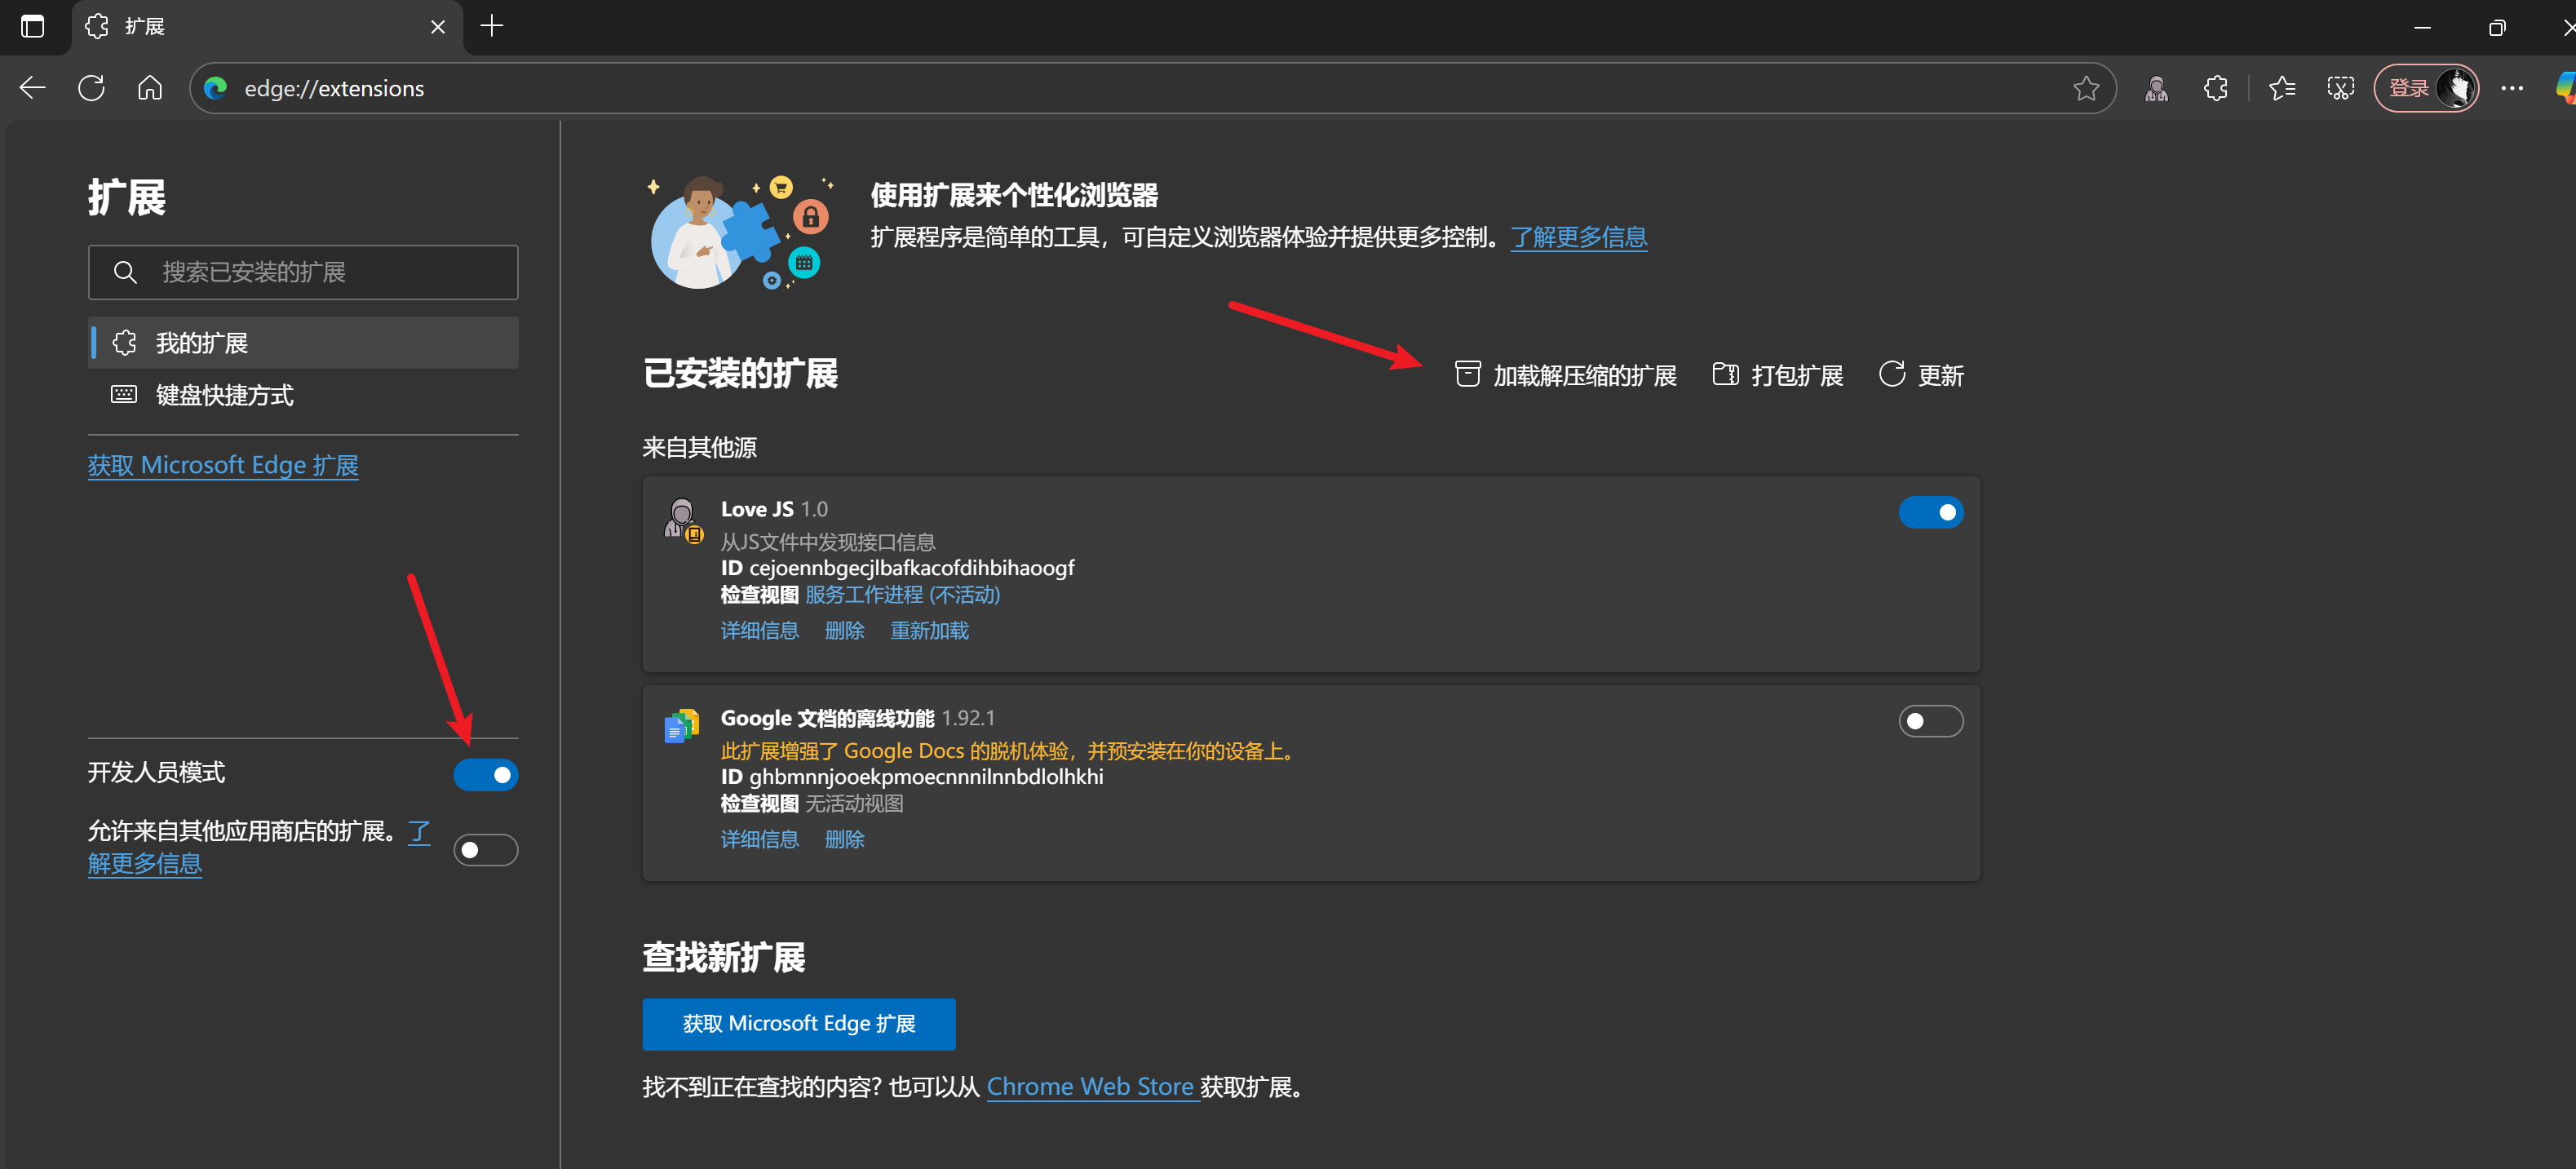 扩展
edge://extensions
登录
扩展
搜索已安装的扩展
我的扩展
键盘快捷方式
获取 Microsoft Edge 扩展
开发人员模式
允许来自其他应用商店的扩展。了
解更多信息
使用扩展来个性化浏览器
扩展程序是简单的工具，可自定义浏览器体验并提供更多控制。了解更多信息
已安装的扩展
加载解压缩的扩展
打包扩展
更新
来自其他源
Love JS 1.0
从JS文件中发现接口信息
ID cejoennbgecjlbafkacofdihbihaoogf
检查视图 服务工作进程 (不活动)
详细信息 删除 重新加载
Google 文档的离线功能 1.92.1
此扩展增强了 Google Docs 的脱机体验，并预安装在你的设备上。
ID ghbmnnjooekpmoecnnnilnnbdlolhkhi
检查视图 无活动视图
详细信息 删除
查找新扩展
获取 Microsoft Edge 扩展
找不到正在查找的内容? 也可以从 Chrome Web Store 获取扩展。